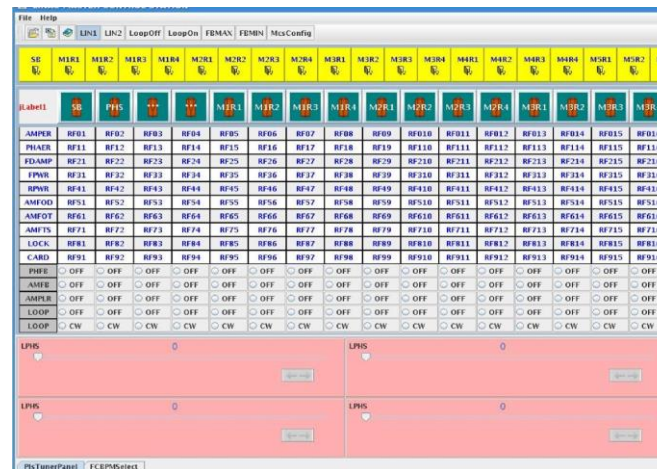 File Help
LIN1 LIN2 LoopOff LoopOn FBMAX FBMIN McsConfig
SB M1R1 M1R2 M1R3 M1R4 M2R1 M2R2 M2R3 M2R4 M3R1 M3R2 M3R3 M3R4 M4R1 M4R2 M4R3 M4R4 M5R1 M5R2
jLabel1 SB PHS M1R1 M1R2 M1R3 M1R4 M2R1 M2R2 M2R3 M2R4 M3R1 M3R2 M3R3
AMPER RF01 RF02 RF03 RF04 RF05 RF06 RF07 RF08 RF09 RF010 RF011 RF012 RF013 RF014 RF015
PHAER RF11 RF12 RF13 RF14 RF15 RF16 RF17 RF18 RF19 RF110 RF111 RF112 RF113 RF114 RF115
FDAMP RF21 RF22 RF23 RF24 RF25 RF26 RF27 RF28 RF29 RF210 RF211 RF212 RF213 RF214 RF215
FPWR RF31 RF32 RF33 RF34 RF35 RF36 RF37 RF38 RF39 RF310 RF311 RF312 RF313 RF314 RF315
RPWR RF41 RF42 RF43 RF44 RF45 RF46 RF47 RF48 RF49 RF410 RF411 RF412 RF413 RF414 RF415
AMFOD RF51 RF52 RF53 RF54 RF55 RF56 RF57 RF58 RF59 RF510 RF511 RF512 RF513 RF514 RF515
AMFOT RF61 RF62 RF63 RF64 RF65 RF66 RF67 RF68 RF69 RF610 RF611 RF612 RF613 RF614 RF615
AMFTS RF71 RF72 RF73 RF74 RF75 RF76 RF77 RF78 RF79 RF710 RF711 RF712 RF713 RF714 RF715
LOCK RF81 RF82 RF83 RF84 RF85 RF86 RF87 RF88 RF89 RF810 RF811 RF812 RF813 RF814 RF815
CARD RF91 RF92 RF93 RF94 RF95 RF96 RF97 RF98 RF99 RF910 RF911 RF912 RF913 RF914 RF915
PHFB OFF OFF OFF OFF OFF OFF OFF OFF OFF OFF OFF OFF OFF OFF OFF
AMFB OFF OFF OFF OFF OFF OFF OFF OFF OFF OFF OFF OFF OFF OFF OFF
AMPLR OFF OFF OFF OFF OFF OFF OFF OFF OFF OFF OFF OFF OFF OFF OFF
LOOP OFF OFF OFF OFF OFF OFF OFF OFF OFF OFF OFF OFF OFF OFF OFF
LOOP CW CW CW CW CW CW CW CW CW CW CW CW CW CW CW
LPHS 0 LPHS 0
LPHS 0 LPHS 0
PlsTunerPanel FCBPMSelect